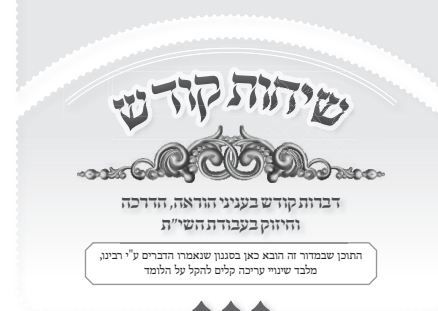 שיחות קודש
דברות קודש בעניני הוראה, הדרכה
וחיזוק בעבודת השי״ת
התוכן שבמדור זה הובא כאן בסגנון שנאמרו הדברים ע"י רבינו,
מלבד שינויי עריכה קלים להקל על הלומד